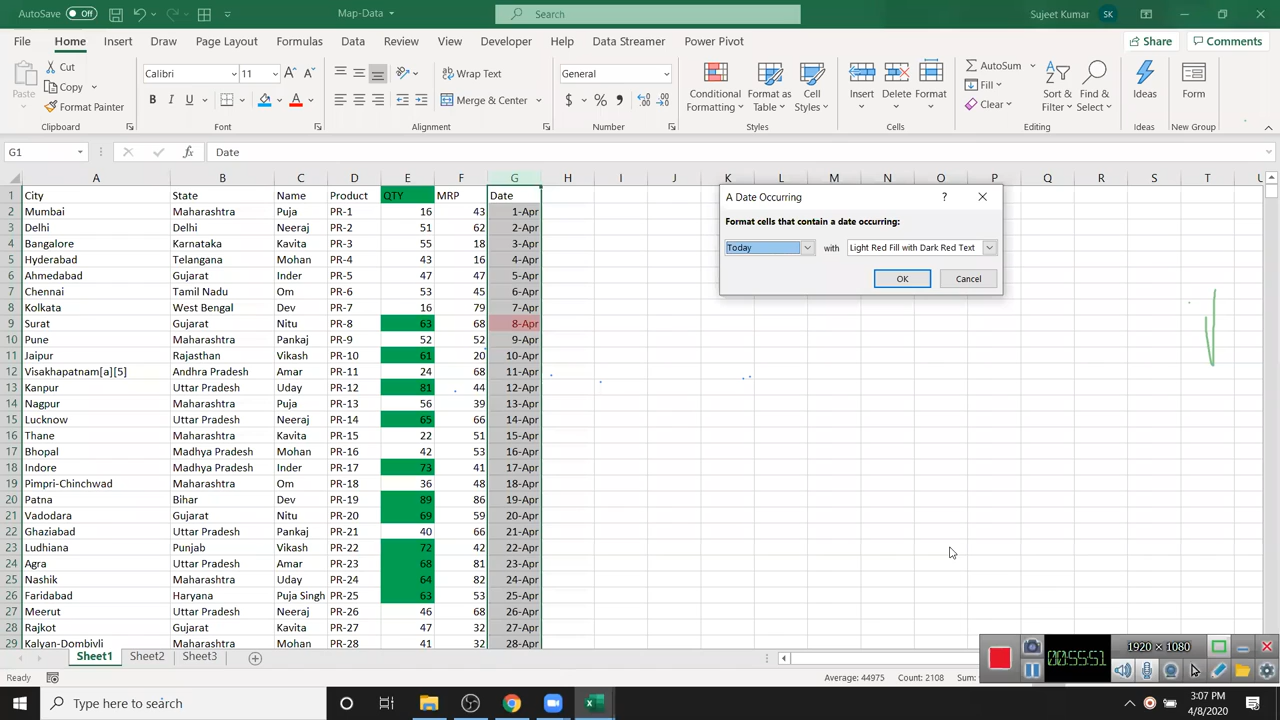 AutoSave Off Map-Data Search Sujeet Kumar SK
File Home Insert Draw Page Layout Formulas Data Review View Developer Help Data Streamer Power Pivot Share Comments
Paste Cut Copy Format Painter Clipboard
Calibri 11 B I U A Font
Wrap Text Merge & Center Alignment
General $ % , Number
Conditional Formatting Format as Table Cell Styles Styles
Insert Delete Format Cells
AutoSum Fill Clear Sort & Filter Find & Select Editing
Ideas Ideas
Form New Group
G1 fx Date
A B C D E F G H I J K L M N O P Q R S T U
1 City State Name Product QTY MRP Date
2 Mumbai Maharashtra Puja PR-1 16 43 1-Apr
3 Delhi Delhi Neeraj PR-2 51 62 2-Apr
4 Bangalore Karnataka Kavita PR-3 55 18 3-Apr
5 Hyderabad Telangana Mohan PR-4 43 16 4-Apr
6 Ahmedabad Gujarat Inder PR-5 47 47 5-Apr
7 Chennai Tamil Nadu Om PR-6 53 45 6-Apr
8 Kolkata West Bengal Dev PR-7 16 79 7-Apr
9 Surat Gujarat Nitu PR-8 63 68 8-Apr
10 Pune Maharashtra Pankaj PR-9 52 52 9-Apr
11 Jaipur Rajasthan Vikash PR-10 61 20 10-Apr
12 Visakhapatnam[a][5] Andhra Pradesh Amar PR-11 24 68 11-Apr
13 Kanpur Uttar Pradesh Uday PR-12 81 44 12-Apr
14 Nagpur Maharashtra Puja PR-13 56 39 13-Apr
15 Lucknow Uttar Pradesh Neeraj PR-14 65 66 14-Apr
16 Thane Maharashtra Kavita PR-15 22 51 15-Apr
17 Bhopal Madhya Pradesh Mohan PR-16 42 53 16-Apr
18 Indore Madhya Pradesh Inder PR-17 73 41 17-Apr
19 Pimpri-Chinchwad Maharashtra Om PR-18 36 48 18-Apr
20 Patna Bihar Dev PR-19 89 86 19-Apr
21 Vadodara Gujarat Nitu PR-20 69 59 20-Apr
22 Ghaziabad Uttar Pradesh Pankaj PR-21 40 66 21-Apr
23 Ludhiana Punjab Vikash PR-22 72 42 22-Apr
24 Agra Uttar Pradesh Amar PR-23 68 81 23-Apr
25 Nashik Maharashtra Uday PR-24 64 82 24-Apr
26 Faridabad Haryana Puja Singh PR-25 63 53 25-Apr
27 Meerut Uttar Pradesh Neeraj PR-26 46 68 26-Apr
28 Rajkot Gujarat Kavita PR-27 47 32 27-Apr
29 Kalyan-Dombivli Maharashtra Mohan PR-28 41 32 28-Apr
A Date Occurring ?
Format cells that contain a date occurring:
Today with Light Red Fill with Dark Red Text
OK Cancel
Sheet1 Sheet2 Sheet3
Ready Average: 44975 Count: 2108 Sum:
00:55:51 1920 × 1080
Type here to search
3:07 PM
4/8/2020